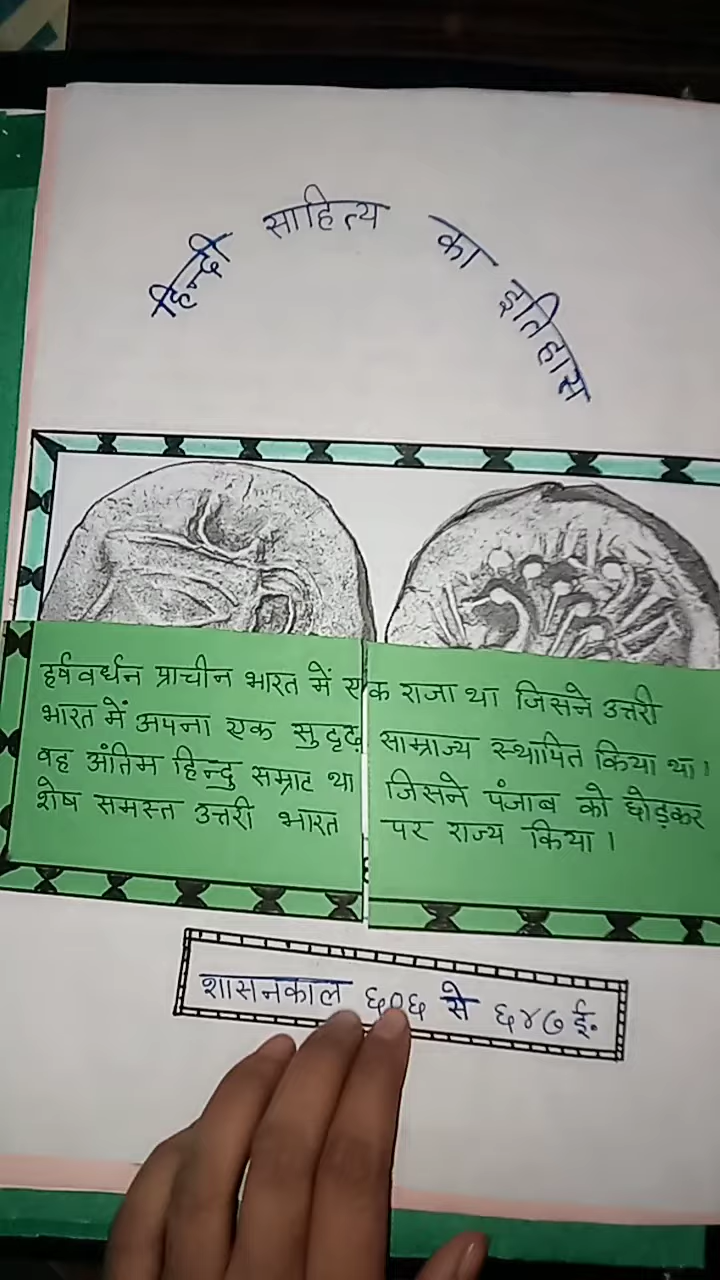 हिन्दी साहित्य का इतिहास
हर्षवर्धन प्राचीन भारत में एक राजा था जिसने उत्तरी
भारत में अपना एक सुदृढ़ साम्राज्य स्थापित किया था।
वह अंतिम हिन्दु सम्राट था जिसने पंजाब को छोड़कर
शेष समस्त उत्तरी भारत पर राज्य किया।
शासनकाल ६०६ से ६४७ ई.